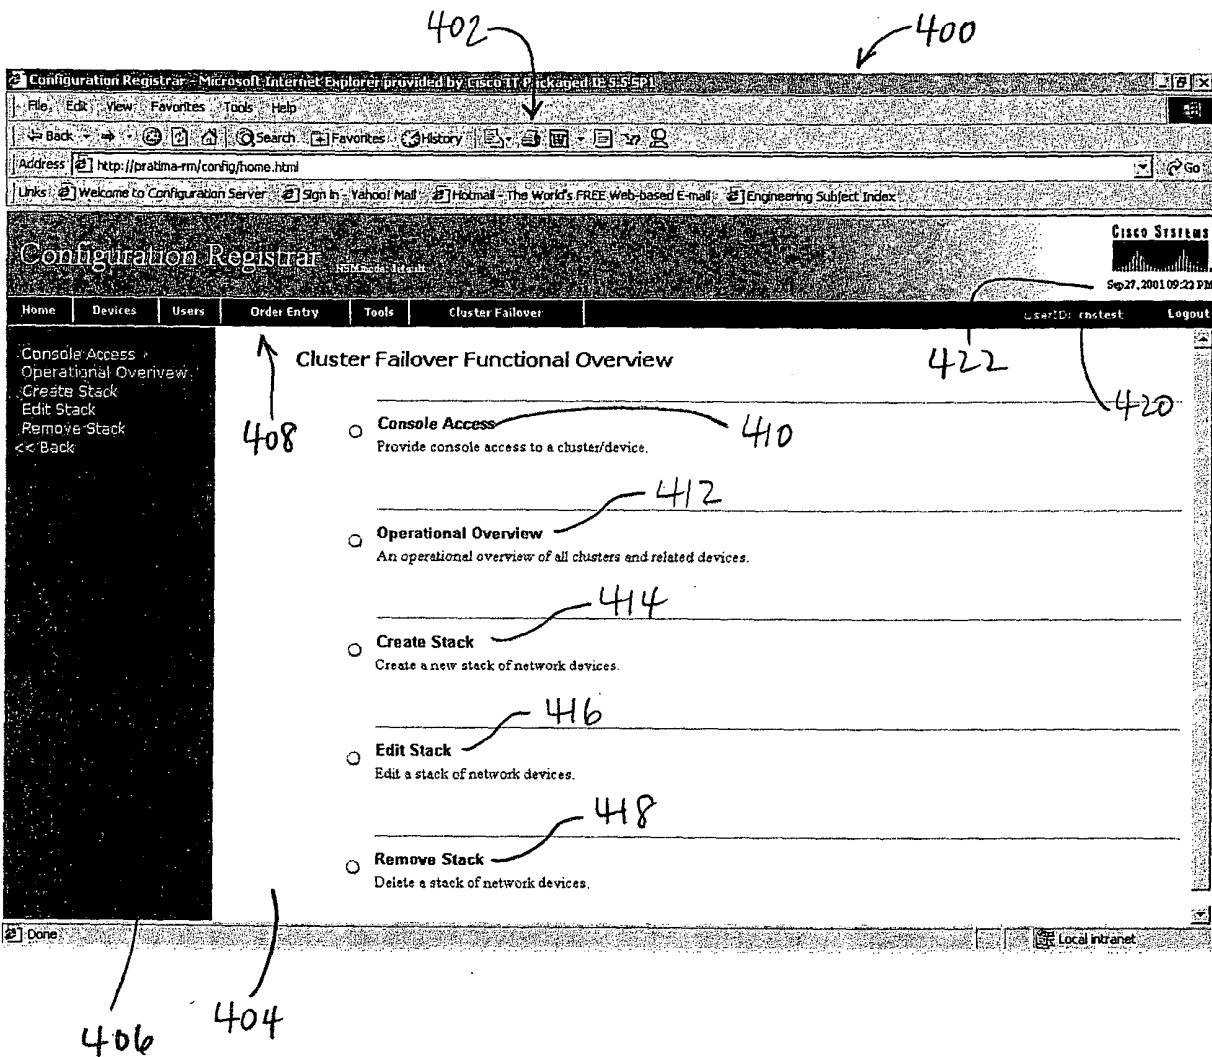 402 400
Configuration Registrar - Microsoft Internet Explorer provided by Cisco IT Packaged IE 5.5 SP1
File Edit View Favorites Tools Help
Back Search Favorites History
Address http://pratima-rm/config/home.html Go
Links Welcome to Configuration Server Sign In - Yahoo! Mail Hotmail - The World's FREE Web-based E-mail Engineering Subject Index
CISCO SYSTEMS
Configuration Registrar
Sep 27, 2001 09:22 PM
Home Devices Users Order Entry Tools Cluster Failover UserID: Logout
Console Access
Operational Overivew
Create Stack
Edit Stack
Remove Stack
<< Back
Cluster Failover Functional Overview
422
420
408
Console Access 410
Provide console access to a cluster/device.
412
Operational Overview
An operational overview of all clusters and related devices.
414
Create Stack
Create a new stack of network devices.
416
Edit Stack
Edit a stack of network devices.
418
Remove Stack
Delete a stack of network devices.
Done Local intranet
406 404